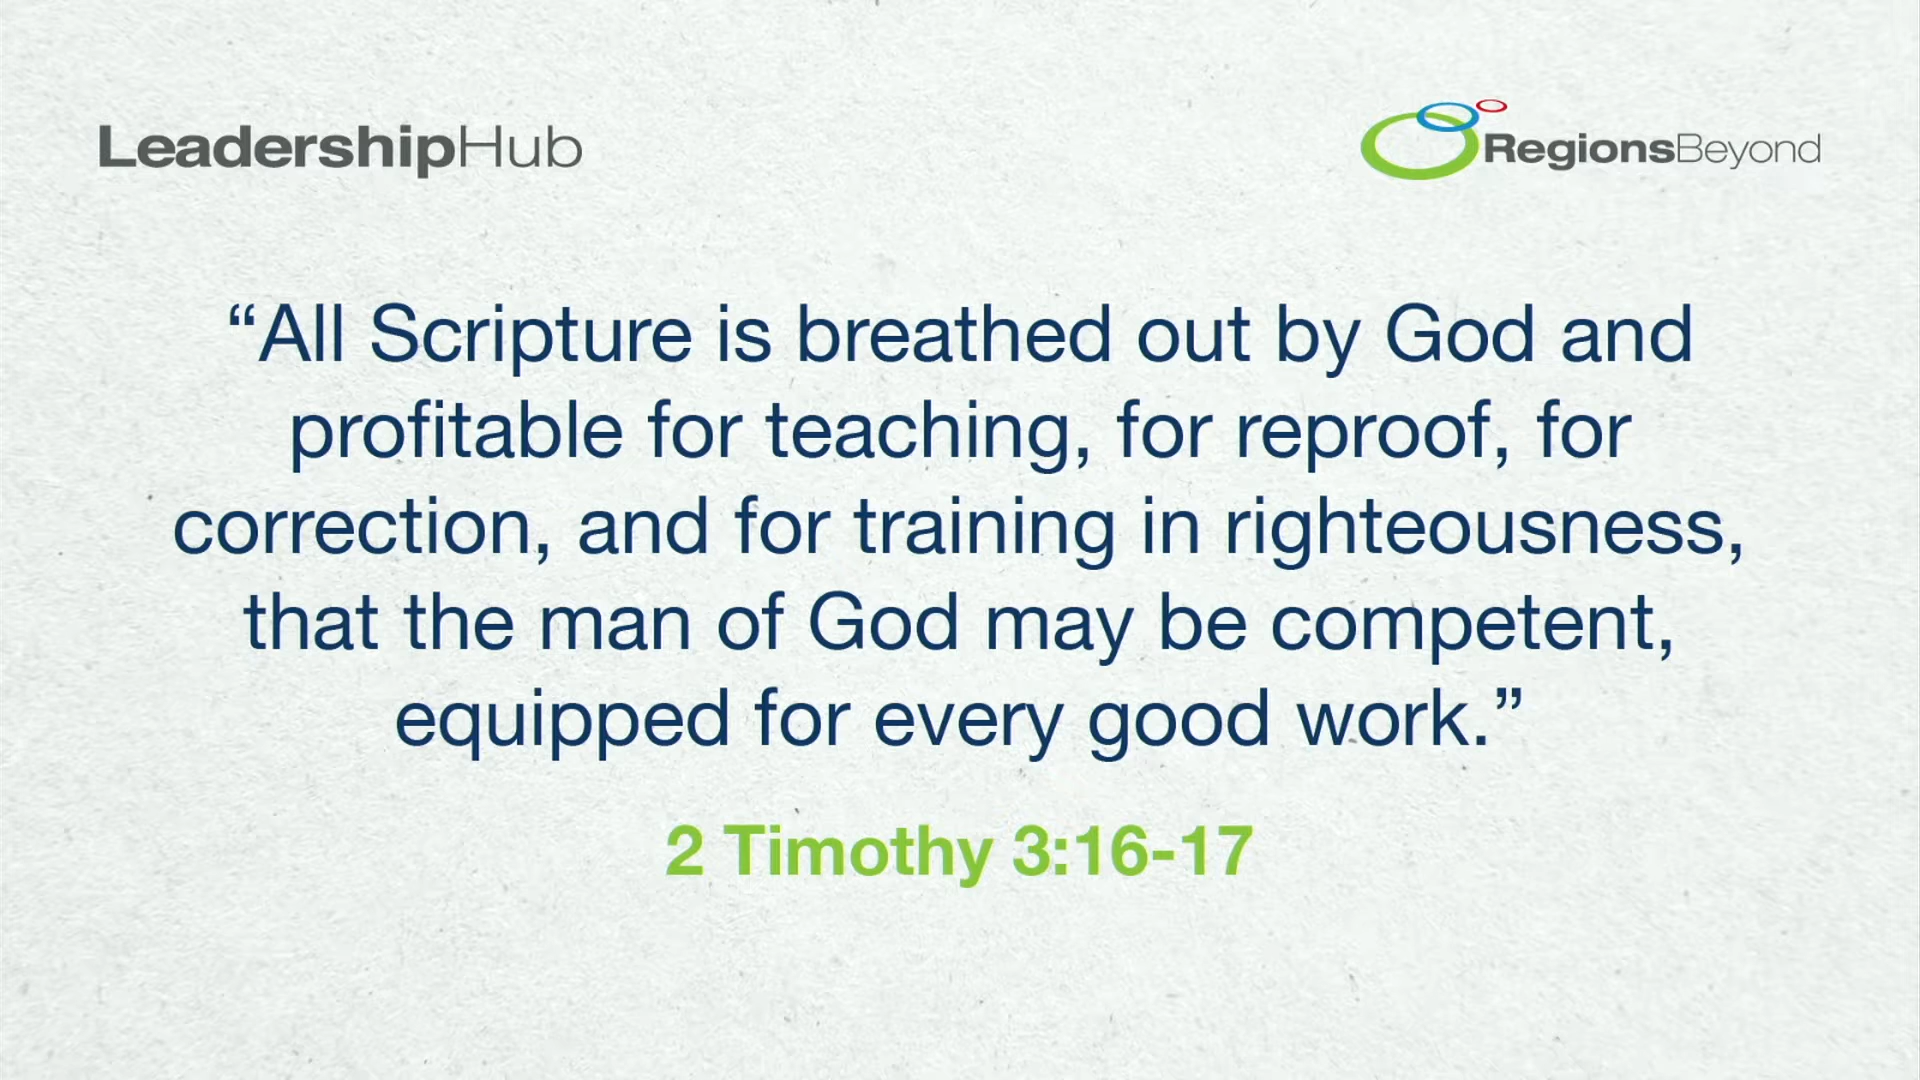 LeadershipHub
RegionsBeyond
“All Scripture is breathed out by God and
profitable for teaching, for reproof, for
correction, and for training in righteousness,
that the man of God may be competent,
equipped for every good work.”
2 Timothy 3:16-17